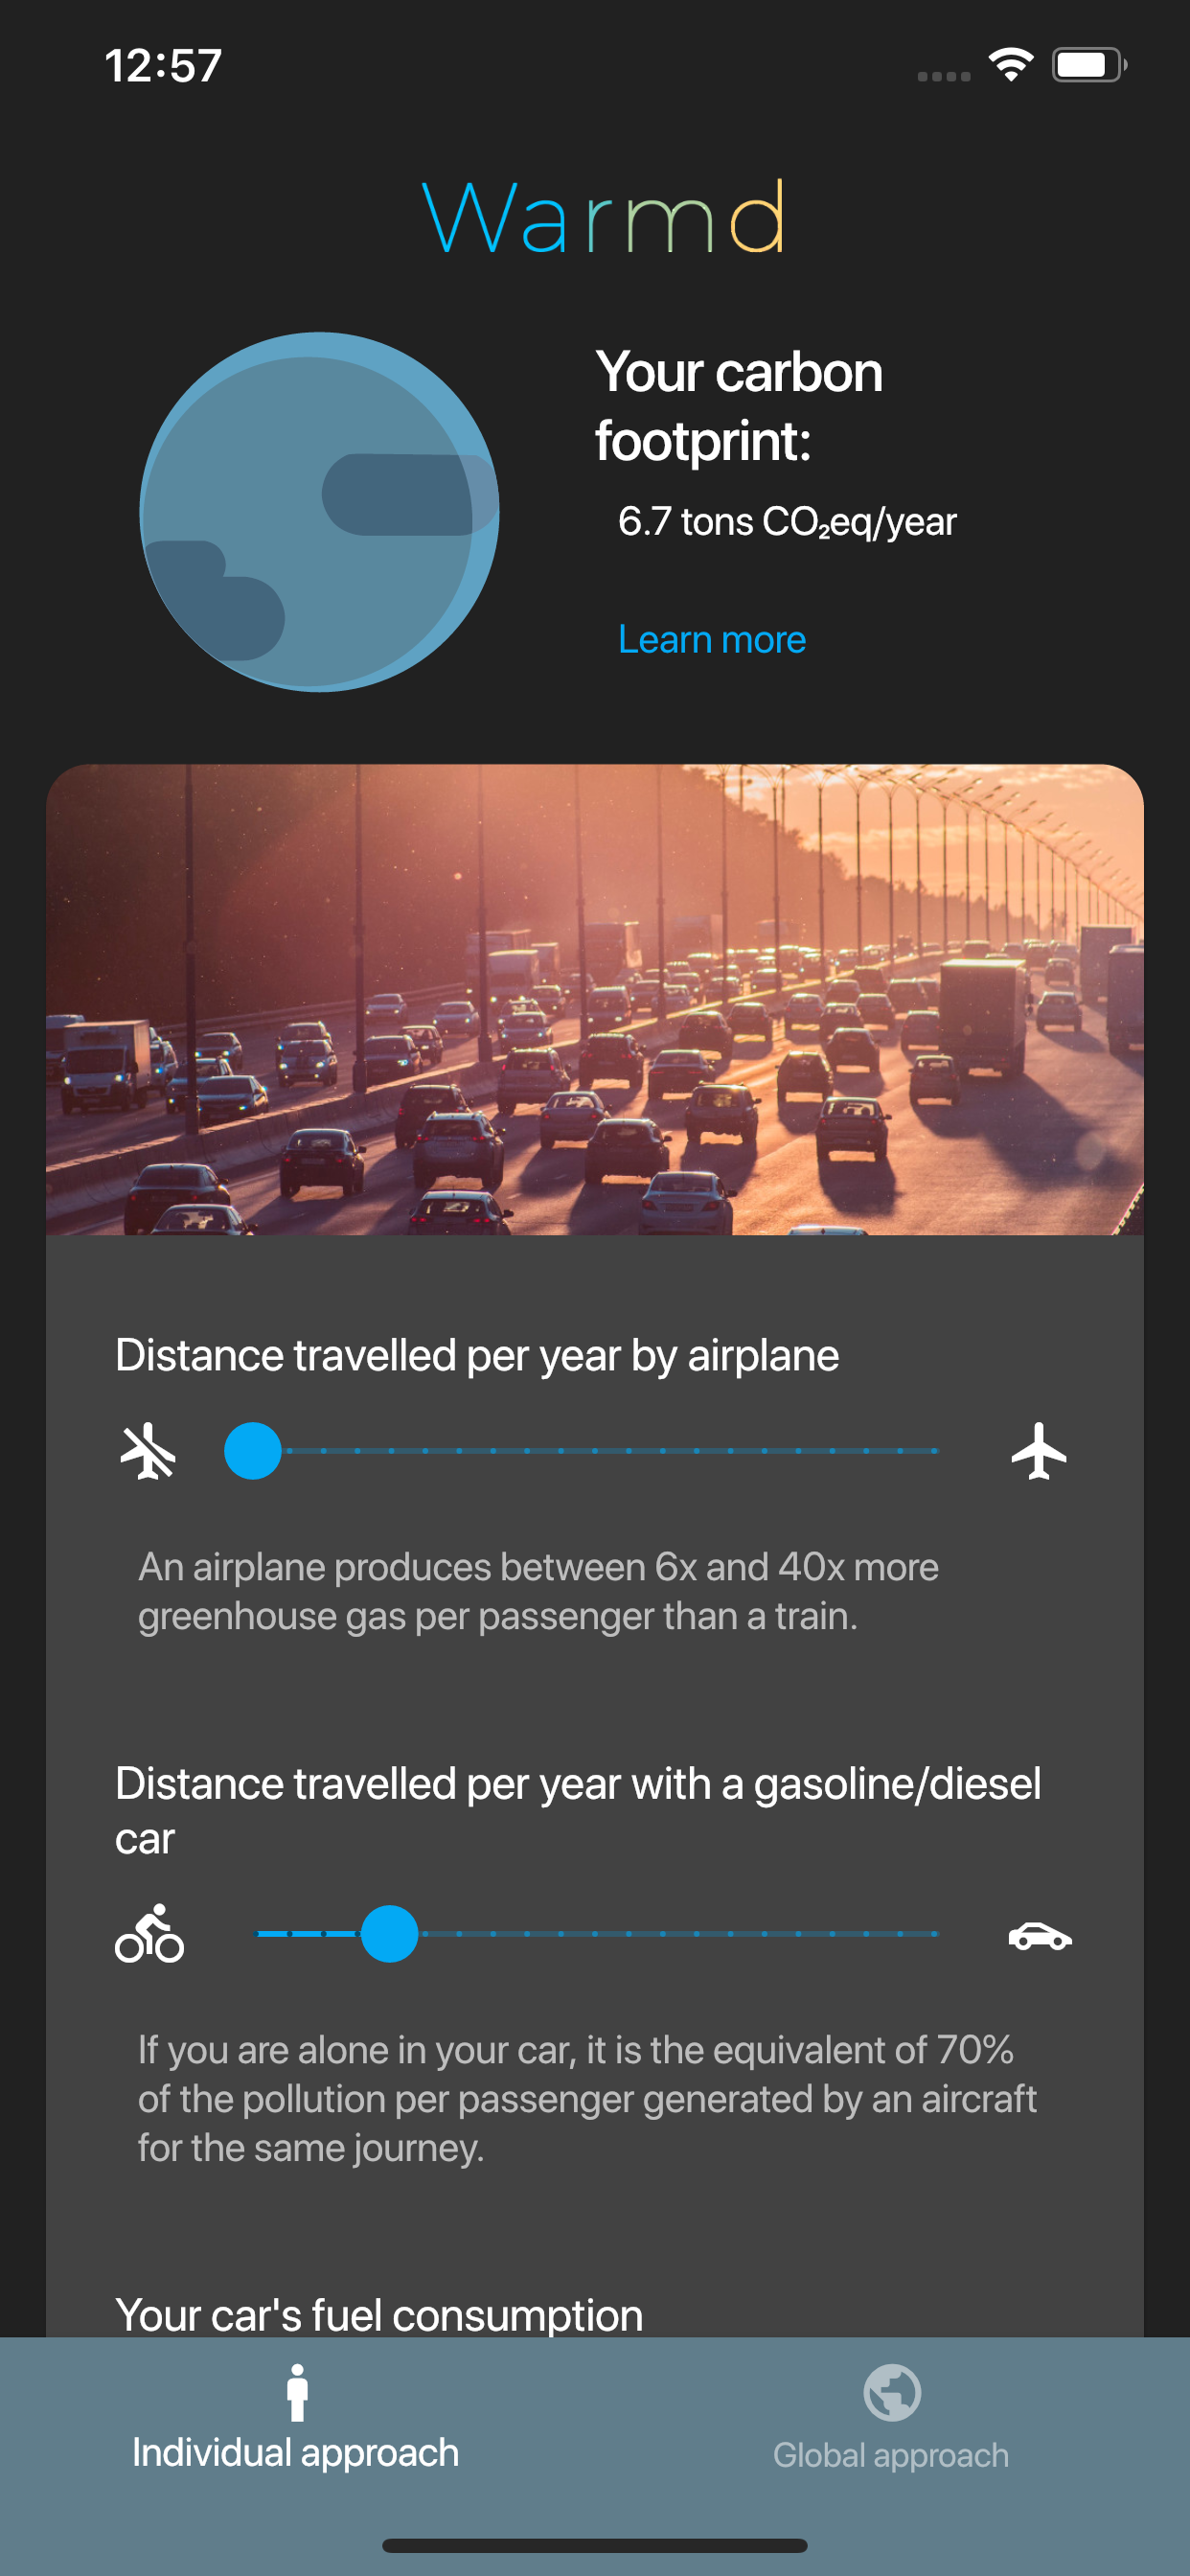 12:57
Warmd
Your carbon
footprint:
6.7 tons CO₂eq/year
Learn more
Distance travelled per year by airplane
An airplane produces between 6x and 40x more
greenhouse gas per passenger than a train.
Distance travelled per year with a gasoline/diesel
car
If you are alone in your car, it is the equivalent of 70%
of the pollution per passenger generated by an aircraft
for the same journey.
Your car's fuel consumption
Individual approach
Global approach